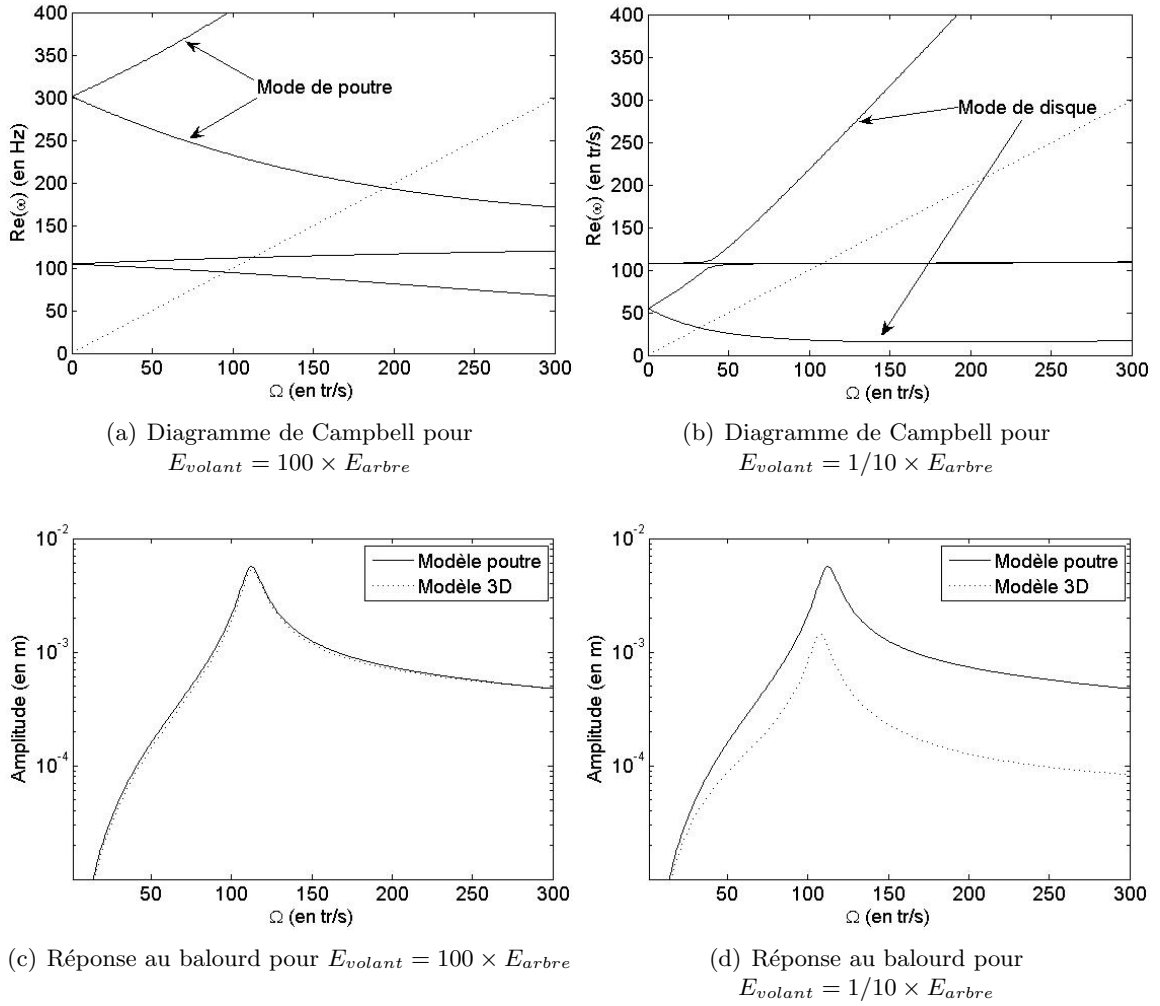 400
350
300
250
200
150
100
50
0
Re(ω) (en Hz)
Mode de poutre
0 50 100 150 200 250 300
Ω (en tr/s)
(a) Diagramme de Campbell pour
E_volant = 100 × E_arbre
400
350
300
250
200
150
100
50
0
Re(ω) (en tr/s)
Mode de disque
0 50 100 150 200 250 300
Ω (en tr/s)
(b) Diagramme de Campbell pour
E_volant = 1/10 × E_arbre
10^-2
10^-3
10^-4
Amplitude (en m)
Modèle poutre
Modèle 3D
50 100 150 200 250 300
Ω (en tr/s)
(c) Réponse au balourd pour E_volant = 100 × E_arbre
10^-2
10^-3
10^-4
Amplitude (en m)
Modèle poutre
Modèle 3D
50 100 150 200 250 300
Ω (en tr/s)
(d) Réponse au balourd pour
E_volant = 1/10 × E_arbre